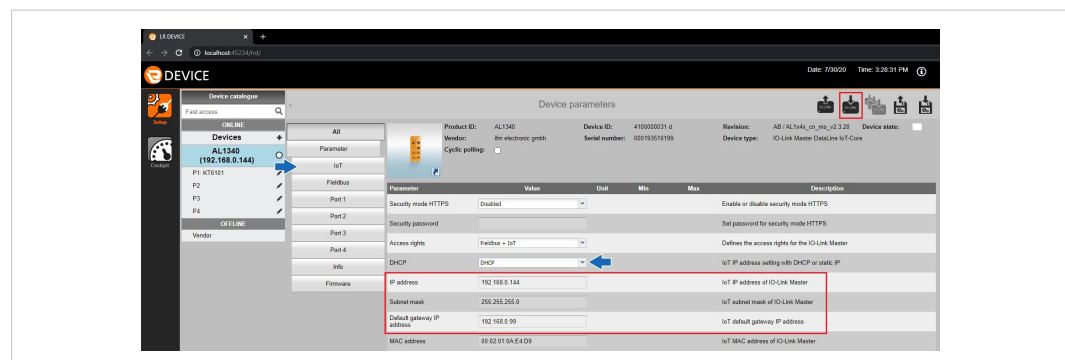 LR DEVICE
localhost:45234/lrd/
DEVICE
Date: 7/30/20 Time: 3:28:31 PM
Setup
Cockpit
Device catalogue
Fast access
ONLINE
Devices
AL1340
(192.168.0.144)
P1: KT6101
P2
P3
P4
OFFLINE
Vendor
All
Parameter
IoT
Fieldbus
Port 1
Port 2
Port 3
Port 4
Info
Firmware
Device parameters
Product ID: AL1340 Device ID: 4100000031 d Revision: AB / AL1x4x_cn_mo_v2.3.28 Device state:
Vendor: ifm electronic gmbh Serial number: 000193510199 Device type: IO-Link Master DataLine IoT-Core
Cyclic polling:
Parameter Value Unit Min Max Description
Security mode HTTPS Disabled Enable or disable security mode HTTPS
Security password Set password for security mode HTTPS
Access rights Fieldbus + IoT Defines the access rights for the IO-Link Master
DHCP DHCP IoT IP address setting with DHCP or static IP
IP address 192.168.0.144 IoT IP address of IO-Link Master
Subnet mask 255.255.255.0 IoT subnet mask of IO-Link Master
Default gateway IP
address 192.168.0.99 IoT default gateway IP address
MAC address 00:02:01:0A:E4:D9 IoT MAC address of IO-Link Master